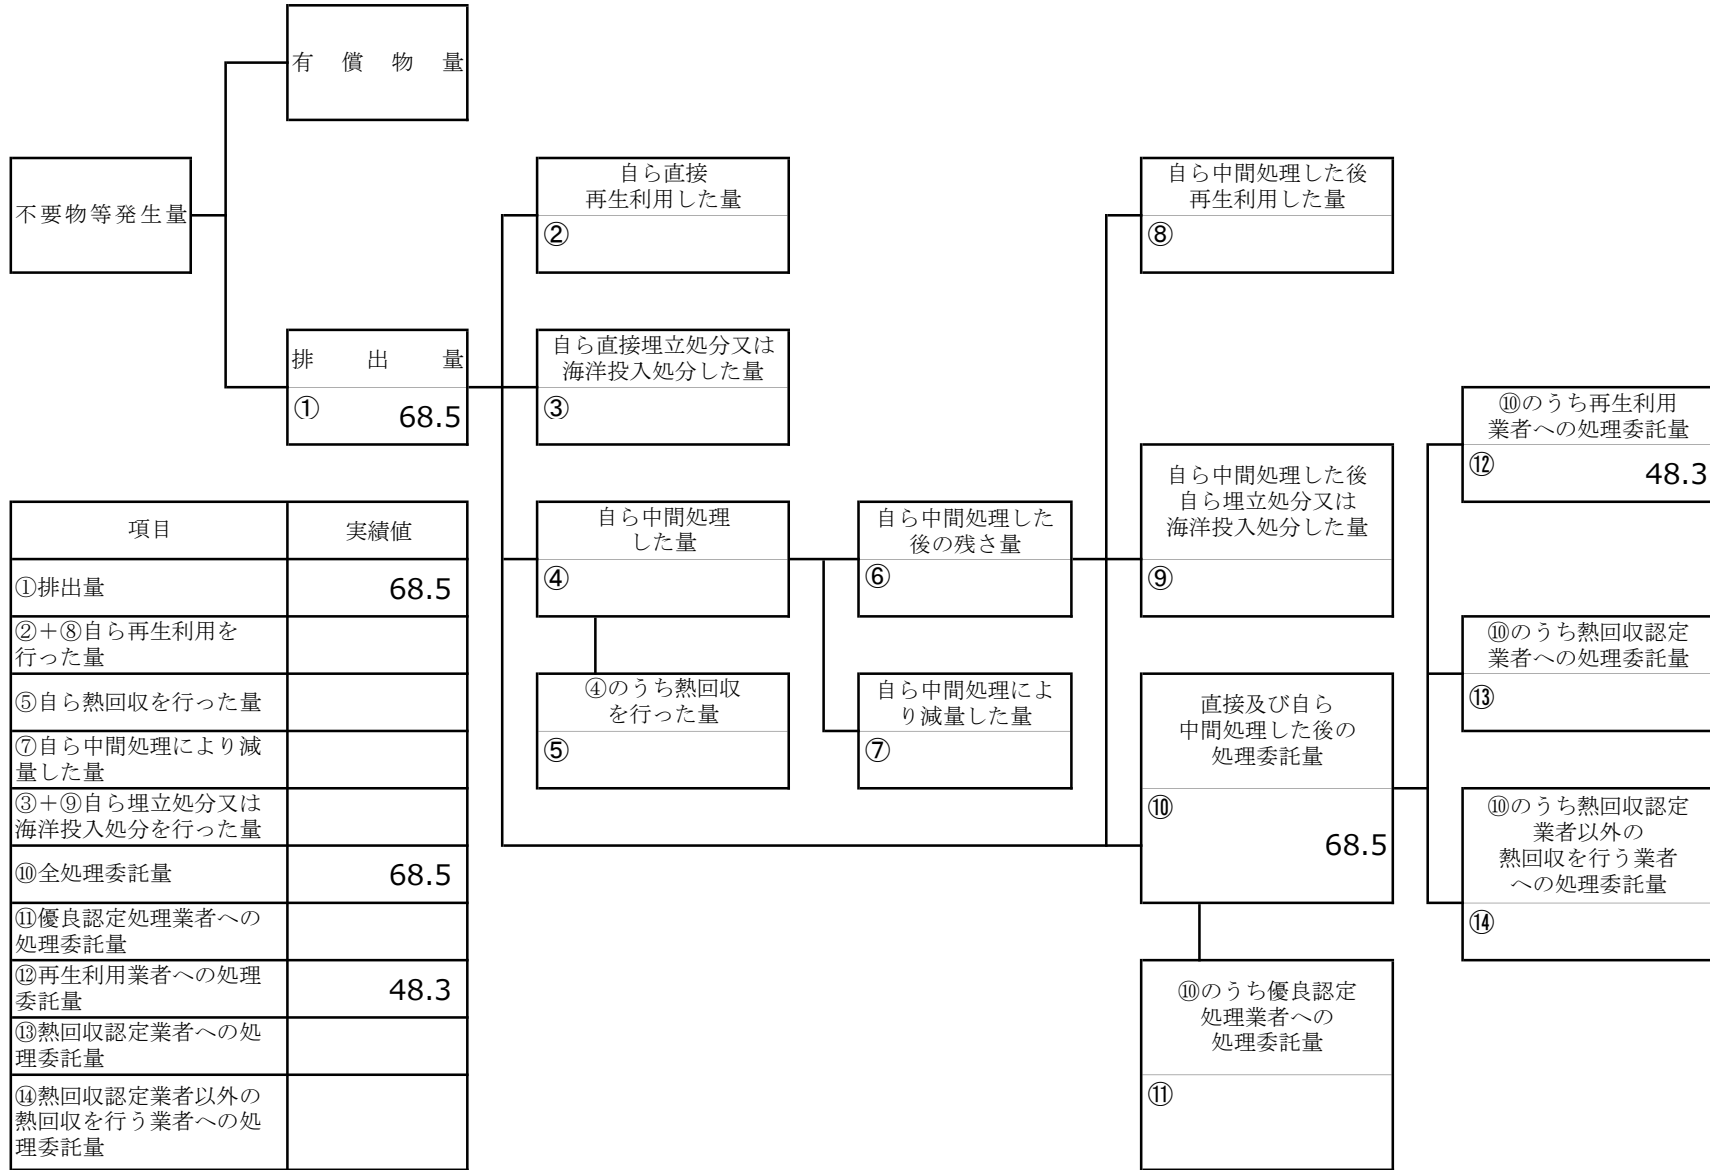 有償物量
不要物等発生量
自ら直接
再生利用した量
②
自ら中間処理した後
再生利用した量
⑧
排出量
① 68.5
自ら直接埋立処分又は
海洋投入処分した量
③
⑩のうち再生利用
業者への処理委託量
⑫ 48.3
自ら中間処理
した量
④
自ら中間処理した
後の残さ量
⑥
自ら中間処理した後
自ら埋立処分又は
海洋投入処分した量
⑨
⑩のうち熱回収認定
業者への処理委託量
⑬
④のうち熱回収
を行った量
⑤
自ら中間処理によ
り減量した量
⑦
直接及び自ら
中間処理した後の
処理委託量
⑩
68.5
⑩のうち熱回収認定
業者以外の
熱回収を行う業者
への処理委託量
⑭
⑩のうち優良認定
処理業者への
処理委託量
⑪
項目 実績値
①排出量 68.5
②＋⑧自ら再生利用を
行った量
⑤自ら熱回収を行った量
⑦自ら中間処理により減
量した量
③＋⑨自ら埋立処分又は
海洋投入処分を行った量
⑩全処理委託量 68.5
⑪優良認定処理業者への
処理委託量
⑫再生利用業者への処理
委託量 48.3
⑬熱回収認定業者への処
理委託量
⑭熱回収認定業者以外の
熱回収を行う業者への処
理委託量